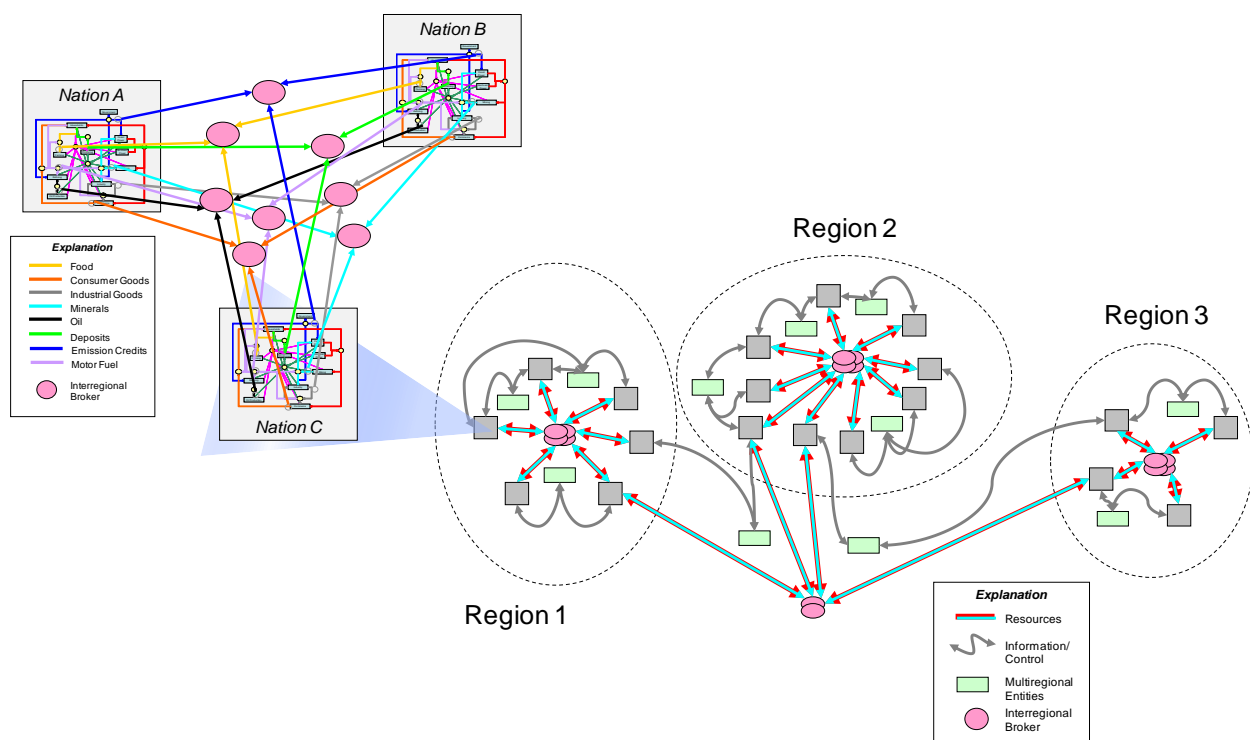 Nation B
Nation A
Explanation
Food
Consumer Goods
Industrial Goods
Minerals
Oil
Deposits
Emission Credits
Motor Fuel
Interregional
Broker
Nation C
Region 2
Region 3
Region 1
Explanation
Resources
Information/
Control
Multiregional
Entities
Interregional
Broker